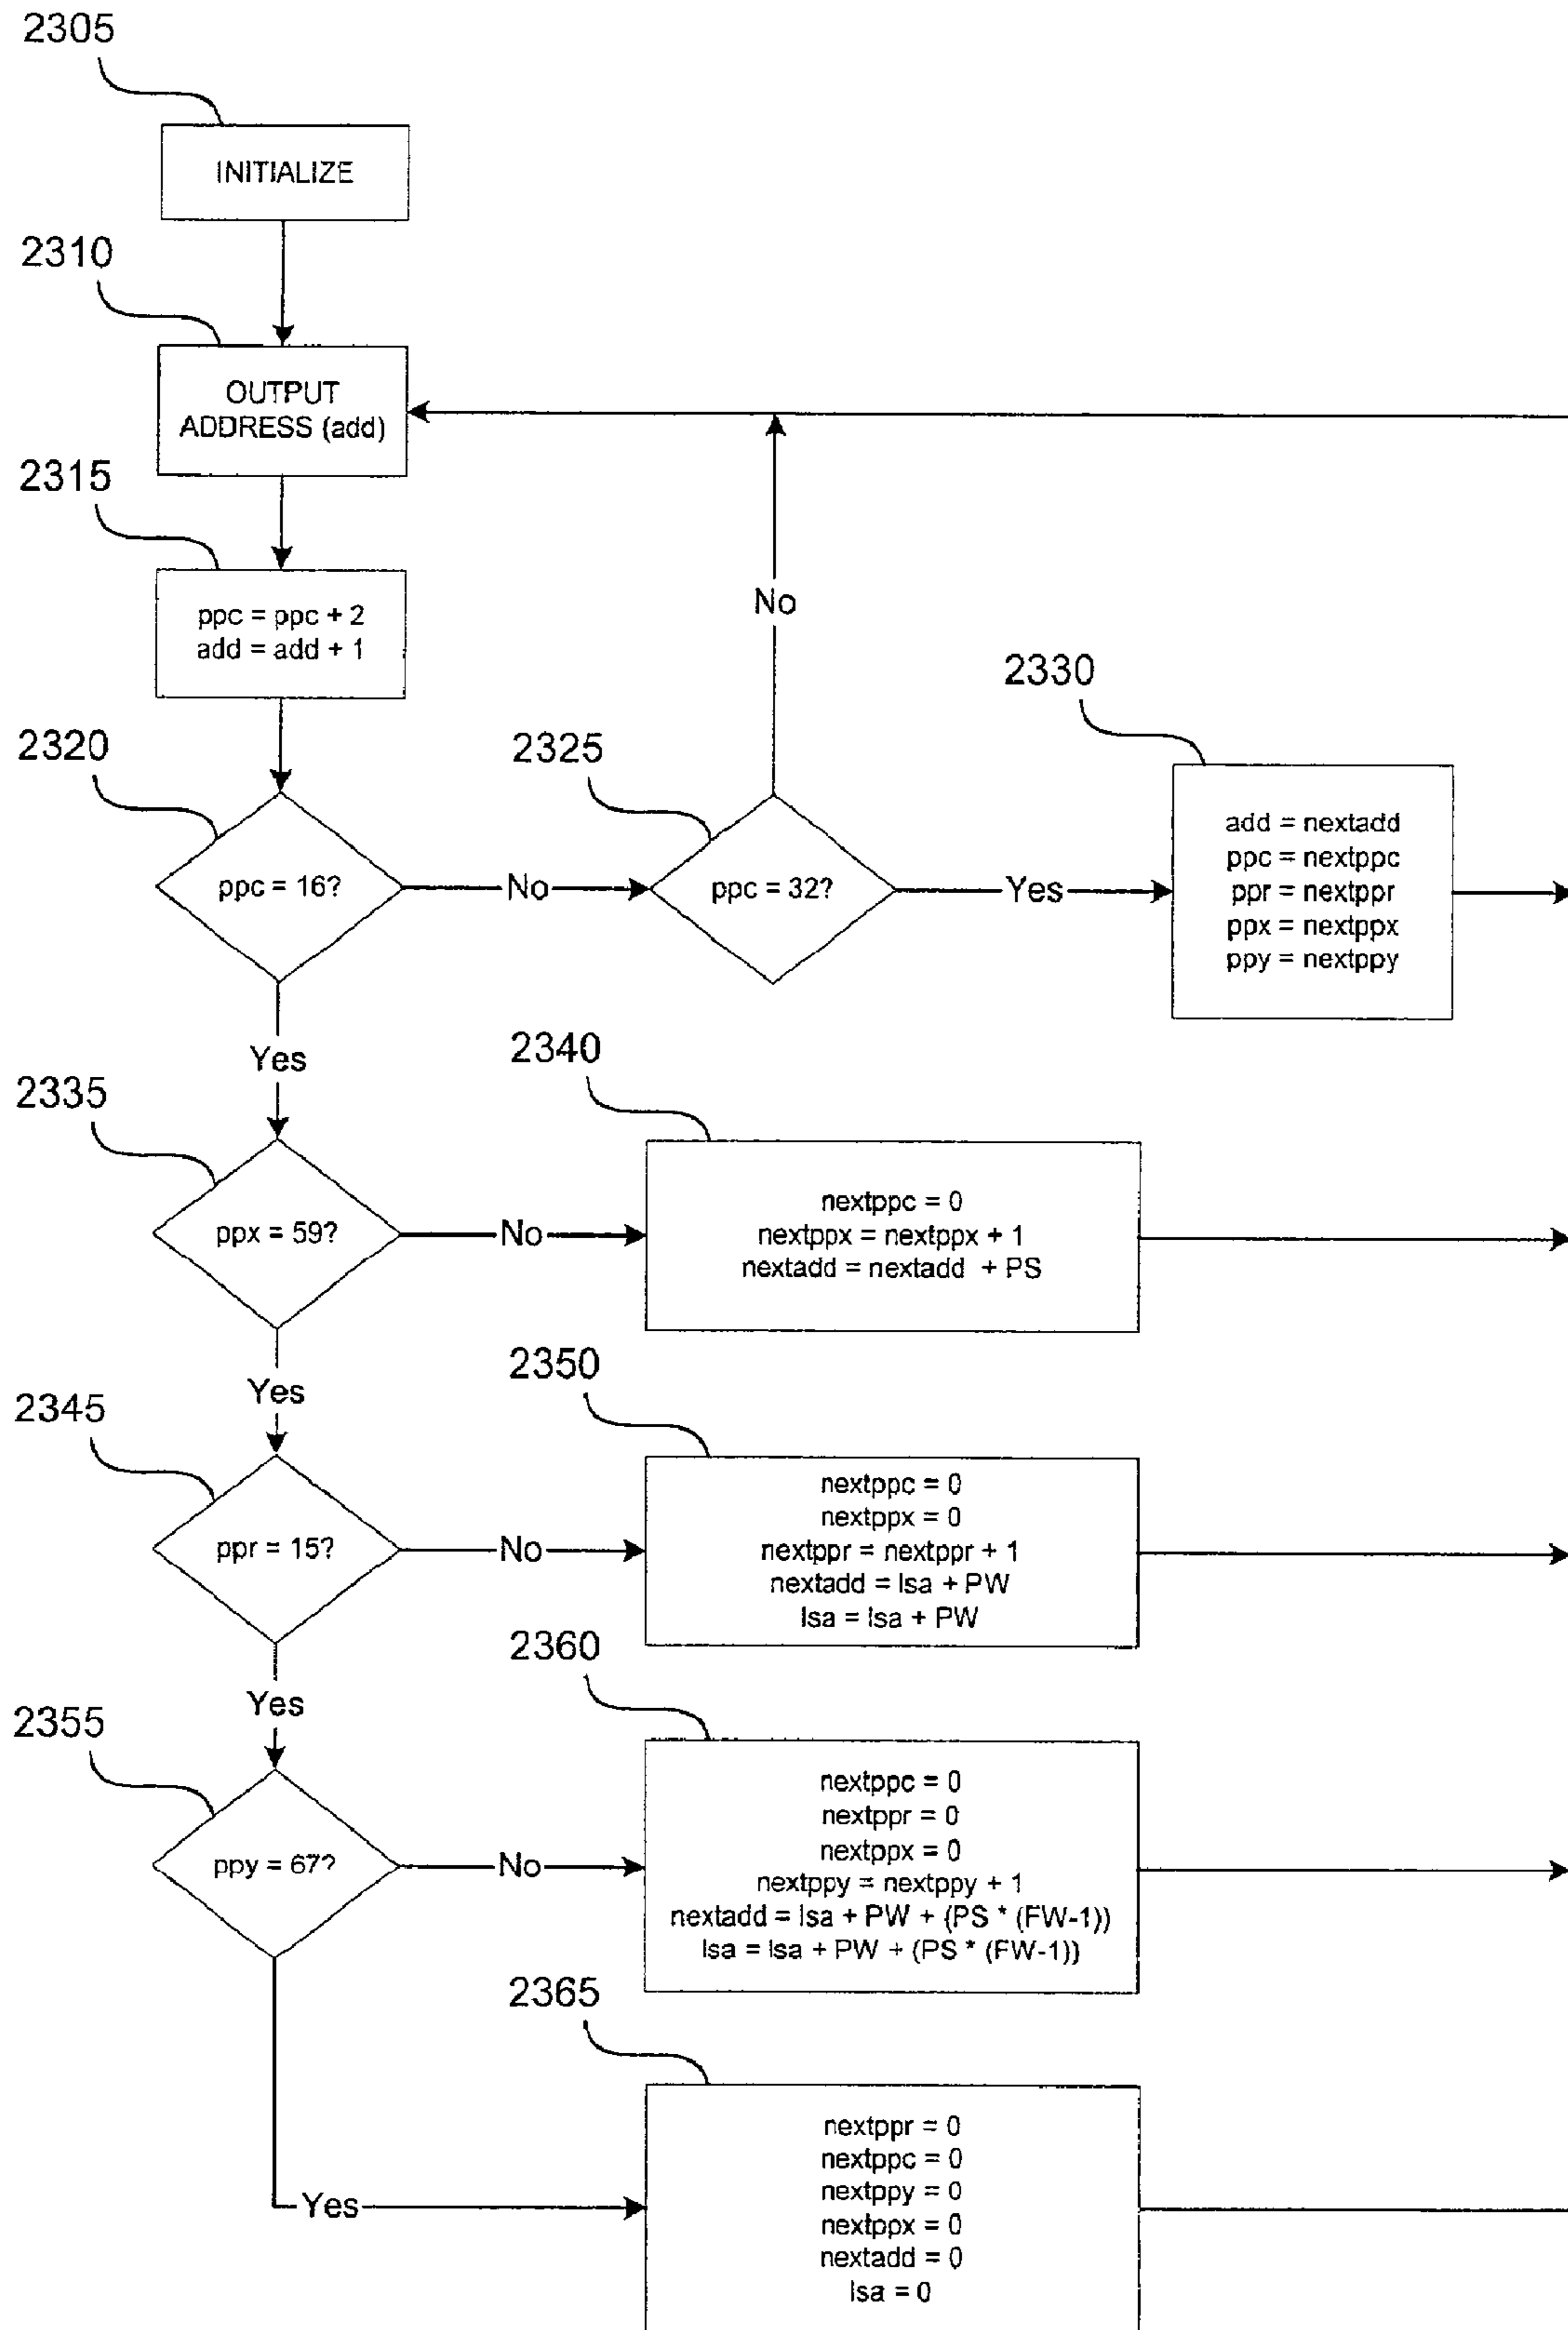 2305
INITIALIZE
2310
OUTPUT
ADDRESS (add)
2315
ppc = ppc + 2
add = add + 1
No
2320
ppc = 16?
No
2325
ppc = 32?
Yes
2330
add = nextadd
ppc = nextppc
ppr = nextppr
ppx = nextppx
ppy = nextppy
Yes
2335
ppx = 59?
No
2340
nextppc = 0
nextppx = nextppx + 1
nextadd = nextadd + PS
Yes
2345
ppr = 15?
No
2350
nextppc = 0
nextppx = 0
nextppr = nextppr + 1
nextadd = lsa + PW
lsa = lsa + PW
Yes
2355
ppy = 67?
No
2360
nextppc = 0
nextppr = 0
nextppx = 0
nextppy = nextppy + 1
nextadd = lsa + PW + (PS * (FW-1))
lsa = lsa + PW + (PS * (FW-1))
Yes
2365
nextppr = 0
nextppc = 0
nextppy = 0
nextppx = 0
nextadd = 0
lsa = 0